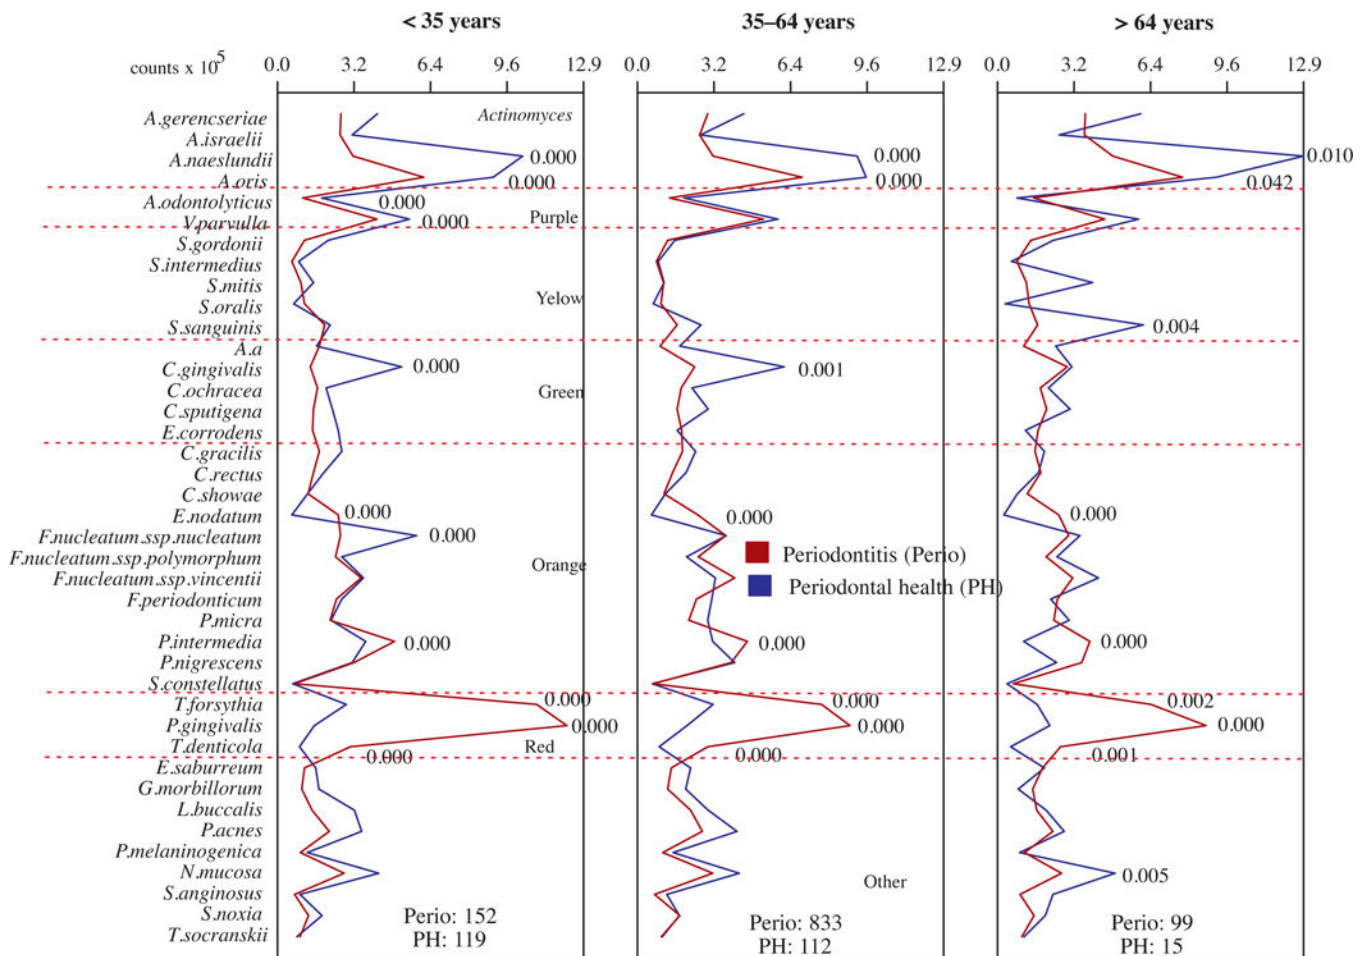 < 35 years 35–64 years > 64 years
counts x 10^5 0.0 3.2 6.4 9.6 12.9 0.0 3.2 6.4 9.6 12.9 0.0 3.2 6.4 9.6 12.9
A.gerencseriae Actinomyces
A.israelii
A.naeslundii 0.000 0.000 0.010
A.oris 0.000 0.000 0.042
A.odontolyticus 0.000
V.parvulla 0.000 Purple
S.gordonii
S.intermedius
S.mitis
S.oralis Yelow
S.sanguinis 0.004
A.a
C.gingivalis 0.000 0.001
C.ochracea Green
C.sputigena
E.corrodens
C.gracilis
C.rectus
C.showae
E.nodatum 0.000 0.000 0.000
F.nucleatum.ssp.nucleatum 0.000
F.nucleatum.ssp.polymorphum Orange Periodontitis (Perio)
F.nucleatum.ssp.vincentii Periodontal health (PH)
F.periodonticum
P.micra
P.intermedia 0.000 0.000 0.000
P.nigrescens
S.constellatus
T.forsythia 0.000 0.000 0.002
P.gingivalis 0.000 0.000 0.000
T.denticola 0.000 Red 0.000 0.001
E.saburreum
G.morbillorum
L.buccalis
P.acnes
P.melaninogenica
N.mucosa Other 0.005
S.anginosus
S.noxia Perio: 152 Perio: 833 Perio: 99
T.socranskii PH: 119 PH: 112 PH: 15